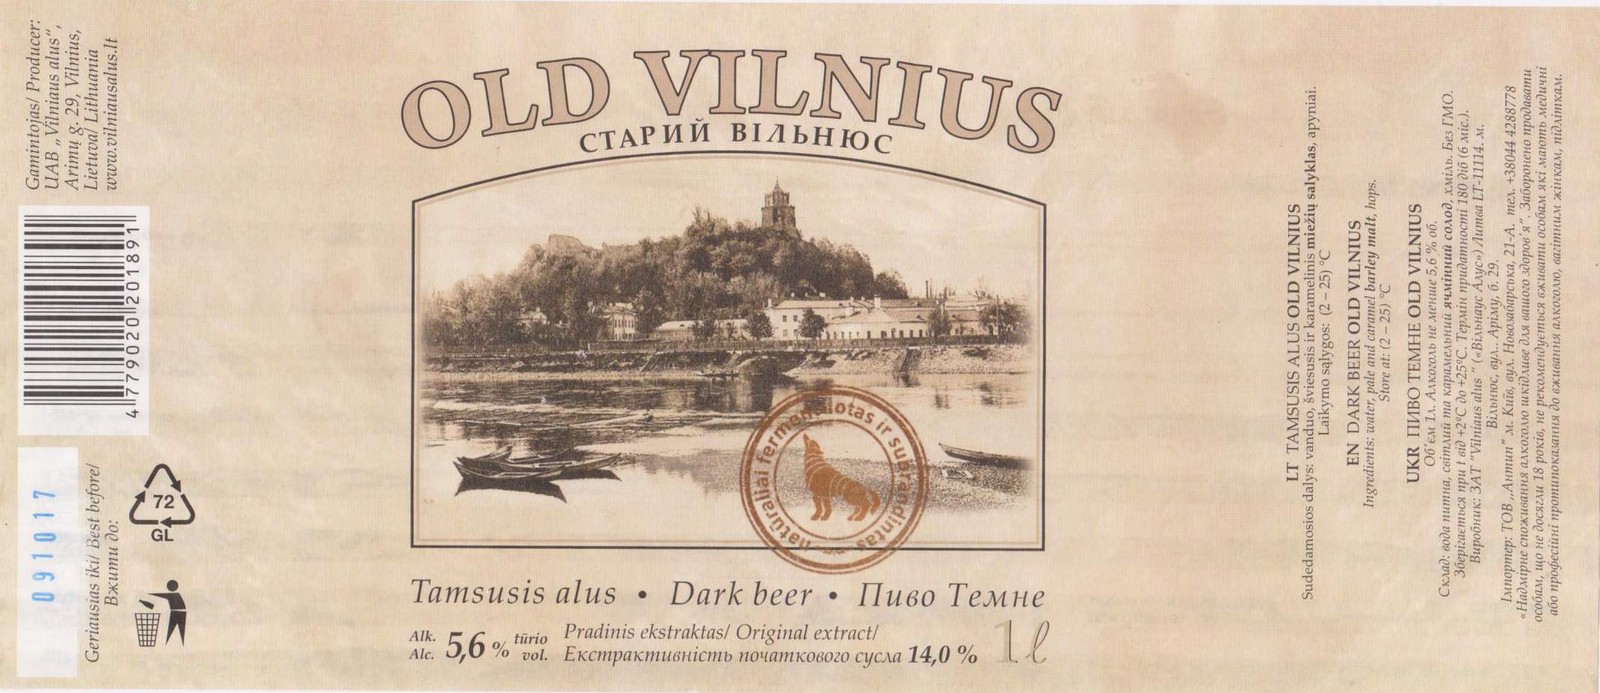 Gamintojas/ Producer:
UAB „Vilniaus alus“,
Arimų g. 29, Vilnius,
Lietuva/ Lithuania
www.vilniausalus.lt
4 779020 201891
091017
Geriausias iki/ Best before/
Вжити до:
72
GL
OLD VILNIUS
СТАРИЙ ВІЛЬНЮС
natūraliai fermentuotas ir subrandintas
Tamsusis alus • Dark beer • Пиво Темне
Alk. 5,6 % tūrio
Alc. vol.
Pradinis ekstraktas/ Original extract/
Екстрактивність початкового сусла 14,0 %
1 ℓ
LT TAMSUSIS ALUS OLD VILNIUS
Sudedamosios dalys: vanduo, šviesusis ir karamelinis miežių salyklas, apyniai.
Laikymo sąlygos: (2 – 25) °C
EN DARK BEER OLD VILNIUS
Ingredients: water, pale and caramel barley malt, hops.
Store at: (2 – 25) °C
UKR ПИВО ТЕМНЕ OLD VILNIUS
Об'єм 1л. Алкоголь не менше 5,6 % об.
Склад: вода питна, світлий та карамельний ячмінний солод, хміль. Без ГМО.
Зберігається при t від +2°С до +25°С. Термін придатності 180 діб (6 міс.).
Виробник: ЗАТ "Vilniaus alus" («Вільнаус Алус») Литва LT-11114. м.
Вільнюс, вул.. Аріму, б. 29.
Імпортер: ТОВ „Антип" м. Київ, вул. Новозабарська, 21-А. тел. +38044 4288778
«Надмірне споживання алкоголю шкідливе для вашого здоров'я". Заборонено продавати
особам, що не досягли 18 років, не рекомендується вживати особам які мають медичні
або професійні протипоказання до вживання алкоголю, вагітним жінкам, підліткам.